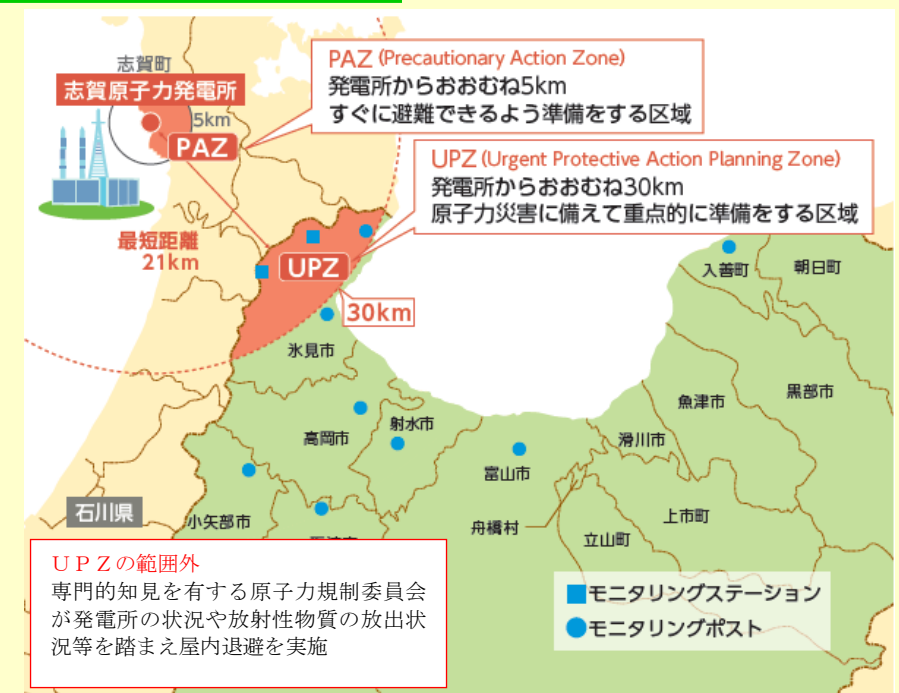 志賀町
志賀原子力発電所
5km
PAZ
PAZ (Precautionary Action Zone)
発電所からおおむね5km
すぐに避難できるよう準備をする区域
UPZ (Urgent Protective Action Planning Zone)
発電所からおおむね30km
原子力災害に備えて重点的に準備をする区域
最短距離
21km
UPZ
30km
入善町
朝日町
氷見市
黒部市
魚津市
射水市
高岡市
滑川市
富山市
石川県
小矢部市
舟橋村
上市町
立山町
UPZの範囲外
専門的知見を有する原子力規制委員会
が発電所の状況や放射性物質の放出状
況等を踏まえ屋内退避を実施
モニタリングステーション
モニタリングポスト